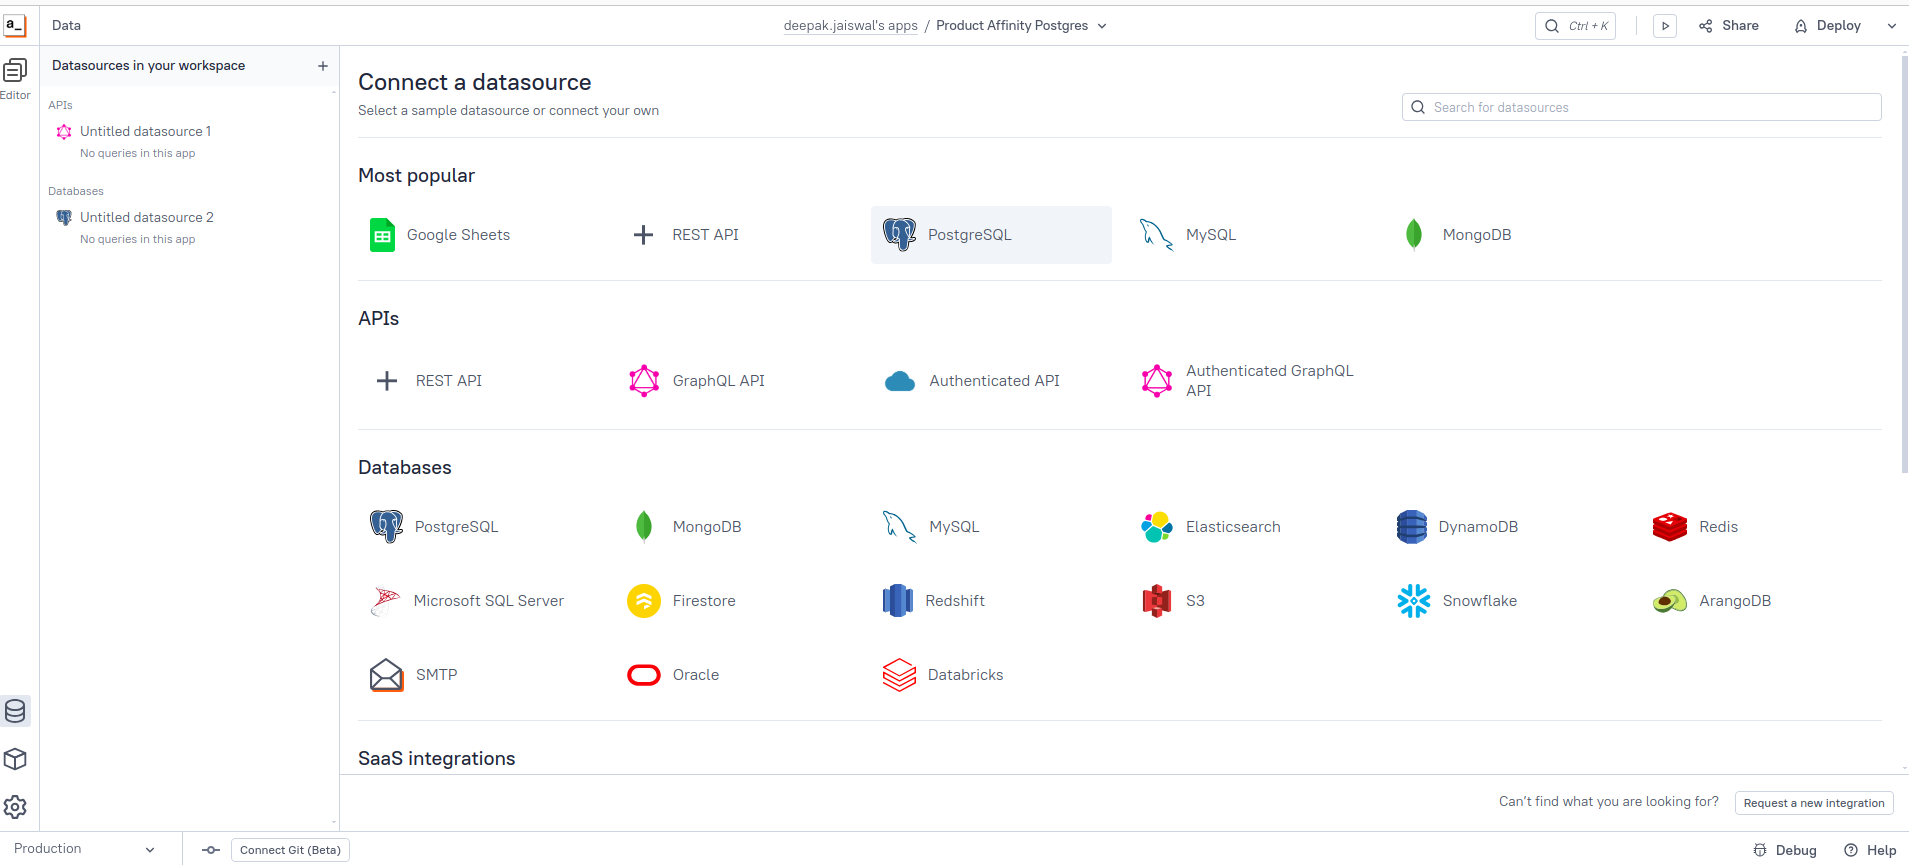 a_
Data
deepak.jaiswal's apps / Product Affinity Postgres
Ctrl + K
Share
Deploy
Editor
Datasources in your workspace
APIs
Untitled datasource 1
No queries in this app
Databases
Untitled datasource 2
No queries in this app
Connect a datasource
Select a sample datasource or connect your own
Search for datasources
Most popular
Google Sheets
REST API
PostgreSQL
MySQL
MongoDB
APIs
REST API
GraphQL API
Authenticated API
Authenticated GraphQL
API
Databases
PostgreSQL
MongoDB
MySQL
Elasticsearch
DynamoDB
Redis
Microsoft SQL Server
Firestore
Redshift
S3
Snowflake
ArangoDB
SMTP
Oracle
Databricks
SaaS integrations
Can't find what you are looking for?
Request a new integration
Production
Connect Git (Beta)
Debug
Help